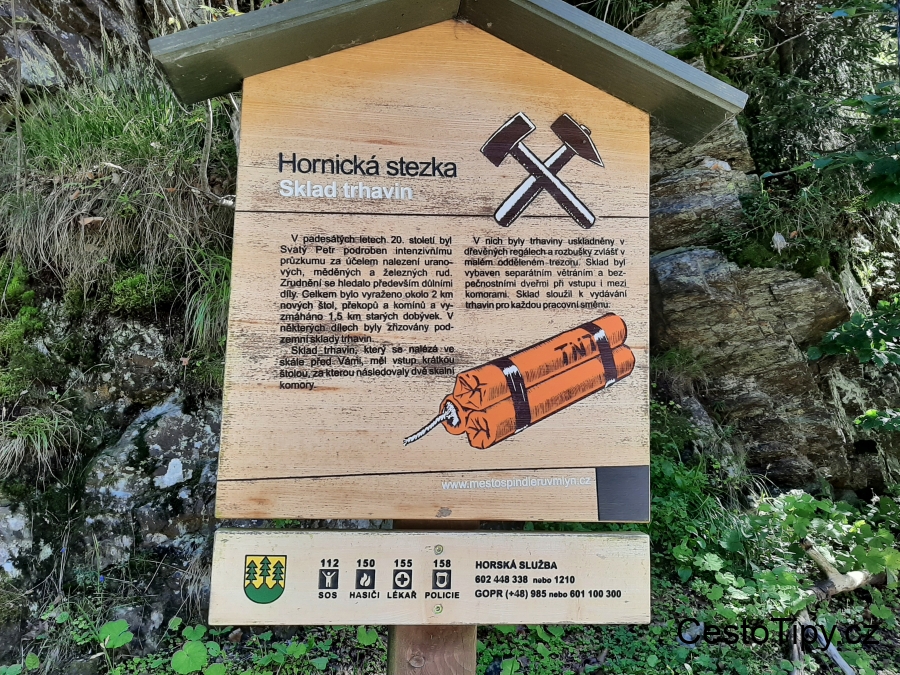 Hornická stezka
Sklad trhavin
V padesátých letech 20. století byl
Svatý Petr podroben intenzivnímu
průzkumu za účelem nalezení urano-
vých, měděných a železných rud.
Zrudnění se hledalo především důlními
díly. Celkem bylo vyraženo okolo 2 km
nových štol, překopů a komínů a vy-
zmáháno 1,5 km starých dobývek. V
některých dílech byly zřizovány pod-
zemní sklady trhavin.
Sklad trhavin, který se nalézá ve
skále před Vámi, měl vstup krátkou
štolou, za kterou následovaly dvě skalní
komory.
V nich byly trhaviny uskladněny v
dřevěných regálech a rozbušky zvlášť v
malém odděleném trezoru. Sklad byl
vybaven separátním větráním a bez-
pečnostními dveřmi při vstupu i mezi
komorami. Sklad sloužil k vydávání
trhavin pro každou pracovní směnu.
TNT
www.mestospindleruvmlyn.cz
112 150 155 158
SOS HASIČI LÉKAŘ POLICIE
HORSKÁ SLUŽBA
602 448 338 nebo 1210
GOPR (+48) 985 nebo 601 100 300
CestoTipy.cz